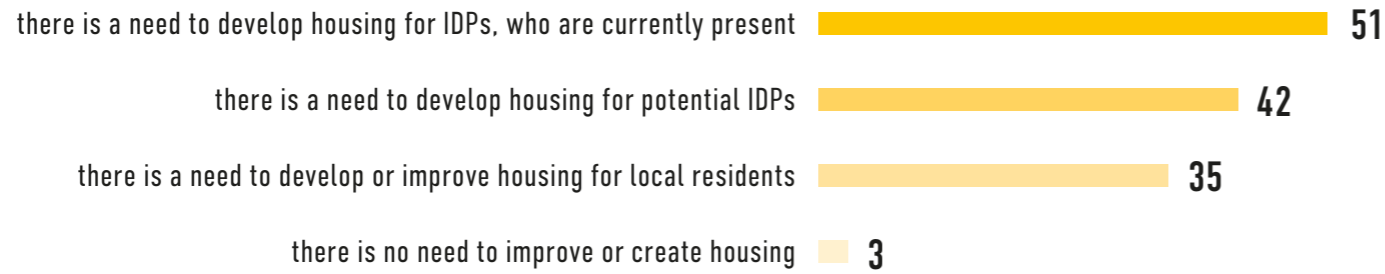 there is a need to develop housing for IDPs, who are currently present 51
there is a need to develop housing for potential IDPs 42
there is a need to develop or improve housing for local residents 35
there is no need to improve or create housing 3